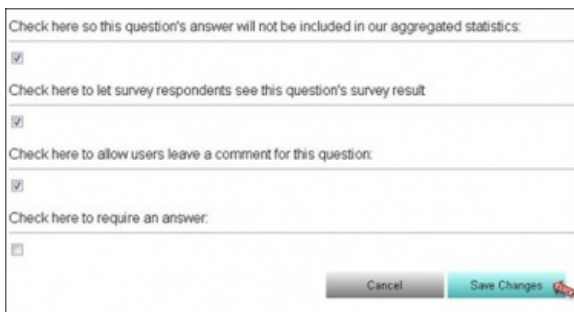 Check here so this question's answer will not be included in our aggregated statistics:
Check here to let survey respondents see this question's survey result
Check here to allow users leave a comment for this question:
Check here to require an answer:
Cancel Save Changes